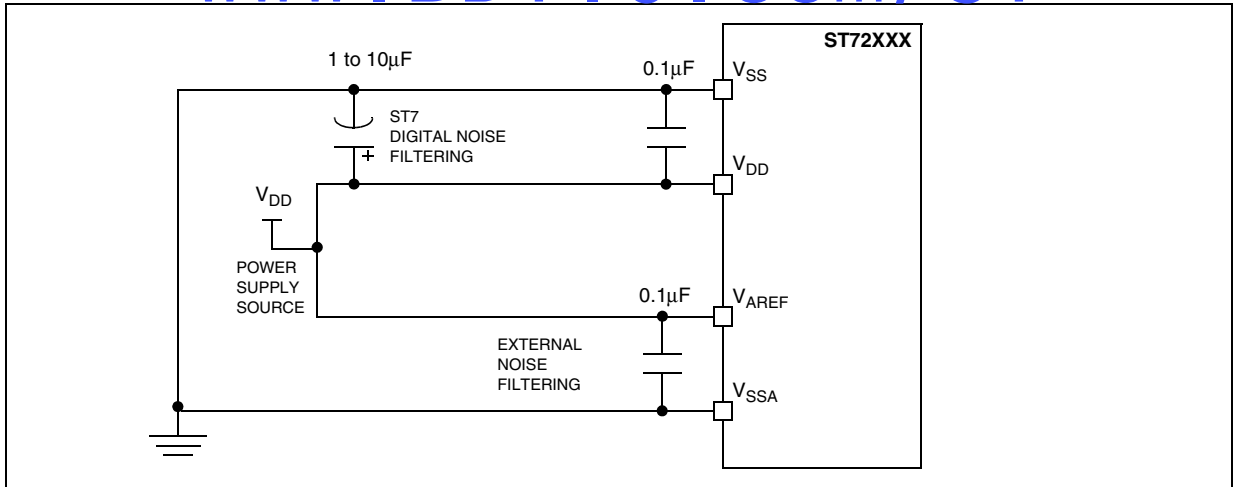 ST72XXX
1 to 10μF
0.1μF
VSS
ST7
DIGITAL NOISE
+ FILTERING
VDD
VDD
POWER
SUPPLY
SOURCE
0.1μF
VAREF
EXTERNAL
NOISE
FILTERING
VSSA